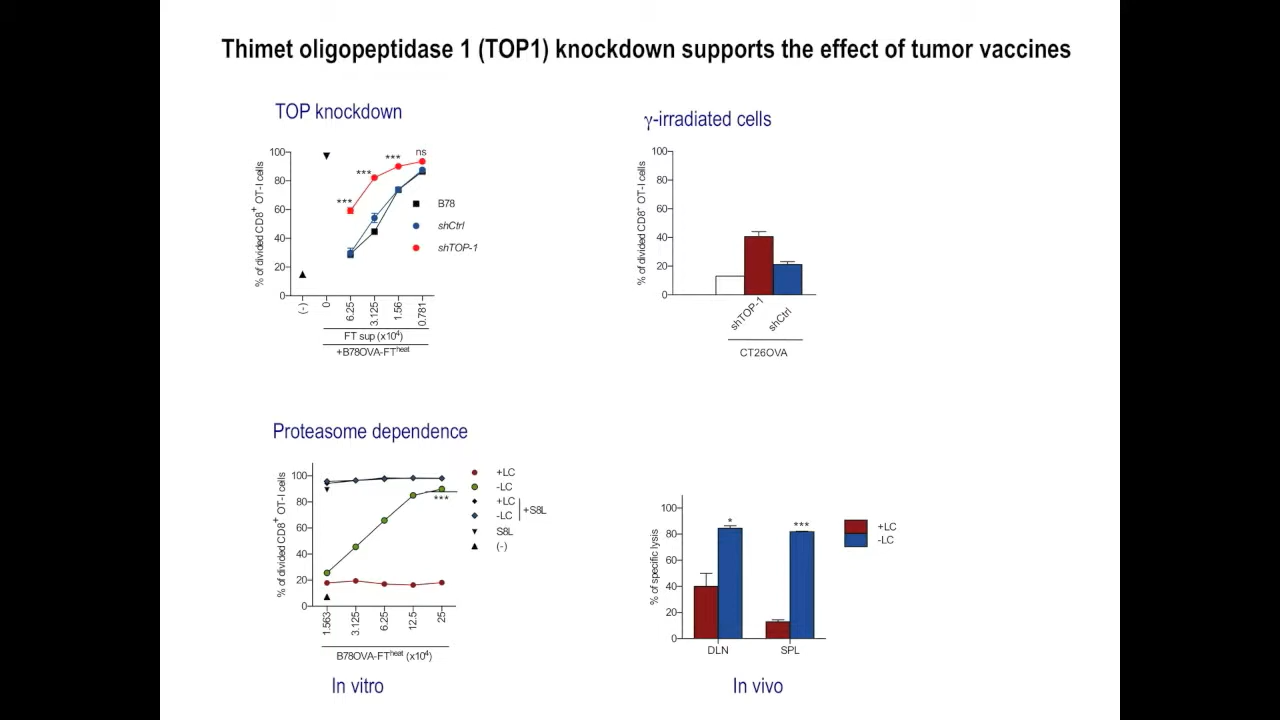 Thimet oligopeptidase 1 (TOP1) knockdown supports the effect of tumor vaccines
TOP knockdown
% of divided CD8+ OT-I cells
100
80
60
40
20
0
***
***
***
ns
B78
shCtrl
shTOP-1
(-)
0
6.25
3.125
1.56
0.781
FT sup (x10⁴)
+B78OVA-FTheat
γ-irradiated cells
% of divided CD8+ OT-I cells
100
80
60
40
20
0
shTOP-1
shCtrl
CT26OVA
Proteasome dependence
% of divided CD8+ OT-I cells
100
80
60
40
20
0
***
+LC
-LC
+LC
-LC
+S8L
S8L
(-)
1.563
3.125
6.25
12.5
25
B78OVA-FTheat (x10⁴)
In vitro
% of specific lysis
100
80
60
40
20
0
*
***
+LC
-LC
DLN
SPL
In vivo